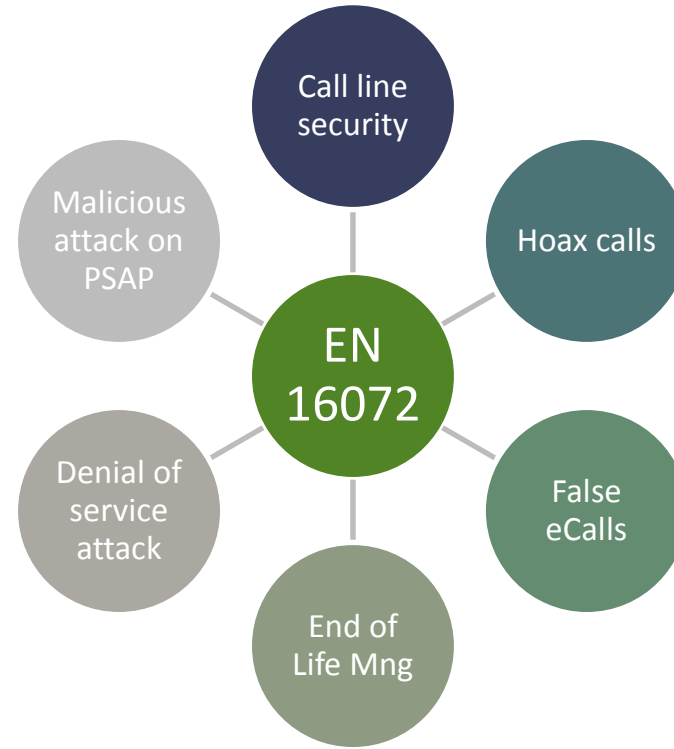 Call line
security
Hoax calls
False
eCalls
End of
Life Mng
Denial of
service
attack
Malicious
attack on
PSAP
EN
16072